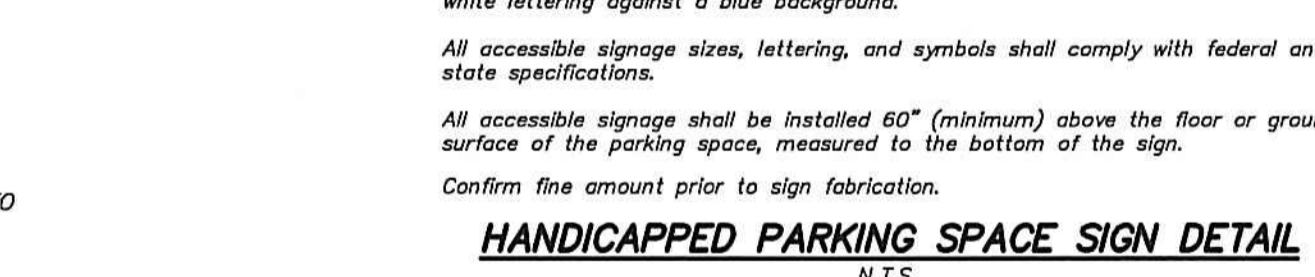 white lettering against a blue background.
All accessible signage sizes, lettering, and symbols shall comply with federal an
state specifications.
All accessible signage shall be installed 60" (minimum) above the floor or grou
surface of the parking space, measured to the bottom of the sign.
Confirm fine amount prior to sign fabrication.
O
HANDICAPPED PARKING SPACE SIGN DETAIL
N.T.S.